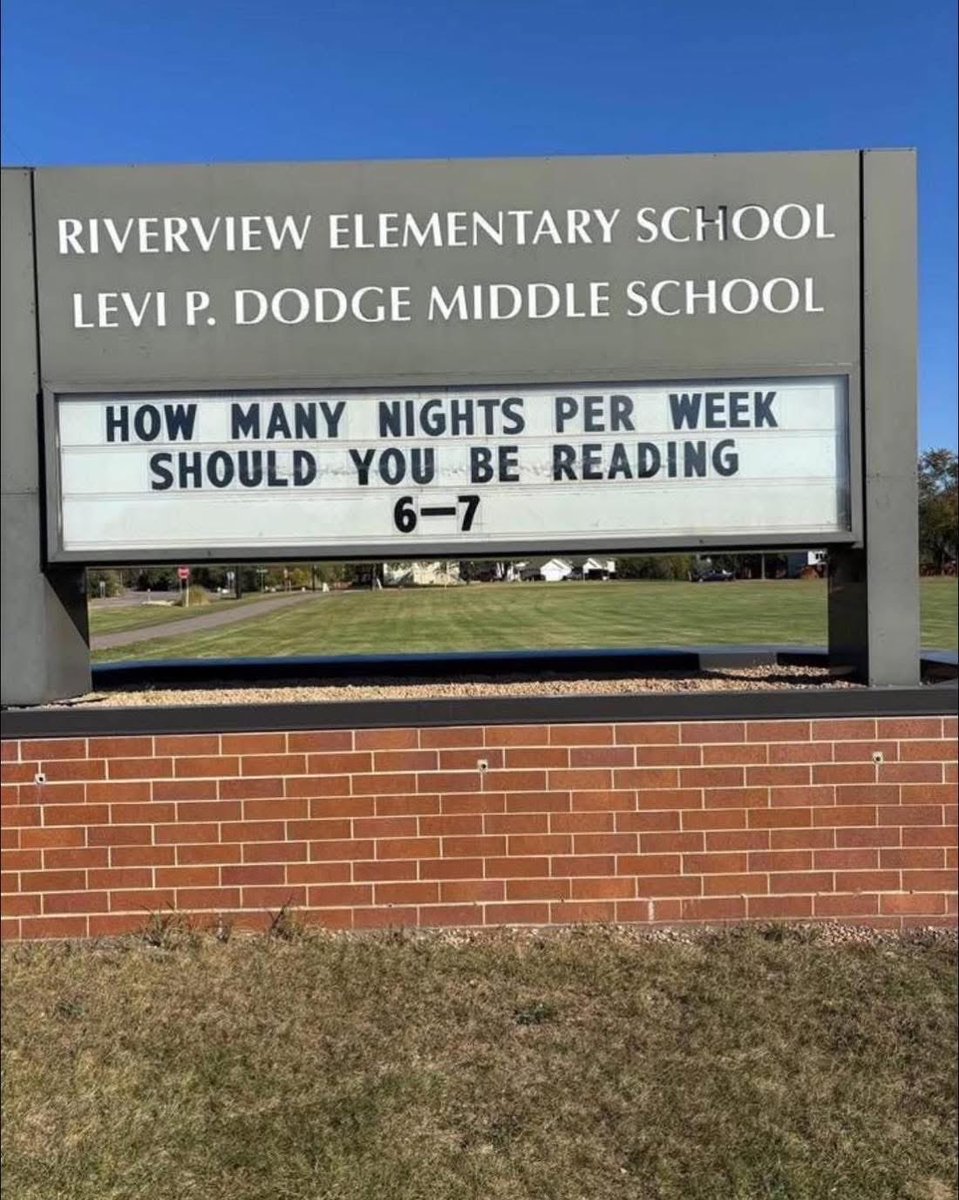 RIVERVIEW ELEMENTARY SCHOOL
LEVI P. DODGE MIDDLE SCHOOL
HOW MANY NIGHTS PER WEEK
SHOULD YOU BE READING
6—7